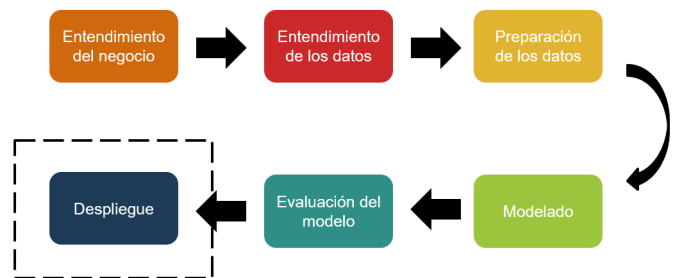 Entendimiento
del negocio
Entendimiento
de los datos
Preparación
de los datos
Despliegue
Evaluación del
modelo
Modelado